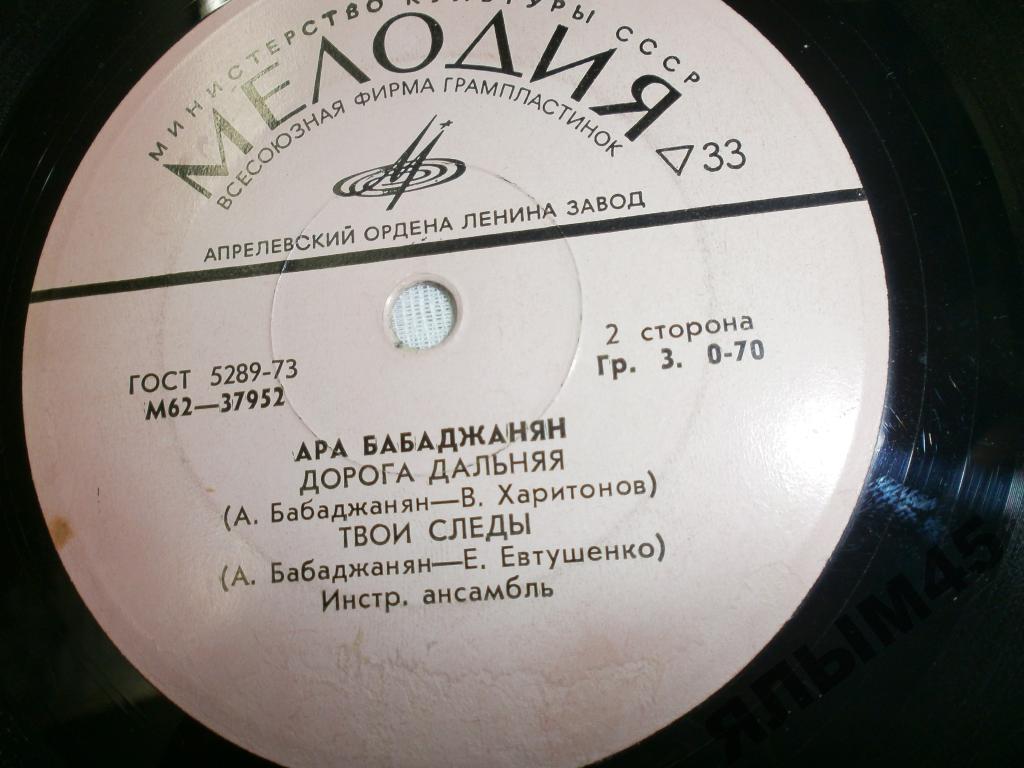 МИНИСТЕРСТВО КУЛЬТУРЫ СССР
МЕЛОДИЯ
ВСЕСОЮЗНАЯ ФИРМА ГРАМПЛАСТИНОК
33
АПРЕЛЕВСКИЙ ОРДЕНА ЛЕНИНА ЗАВОД
2 сторона
Гр. 3. 0-70
ГОСТ 5289-73
М62—37952
АРА БАБАДЖАНЯН
ДОРОГА ДАЛЬНЯЯ
(А. Бабаджанян—В. Харитонов)
ТВОИ СЛЕДЫ
(А. Бабаджанян—Е. Евтушенко)
Инстр. ансамбль
ЯЛЫМ45